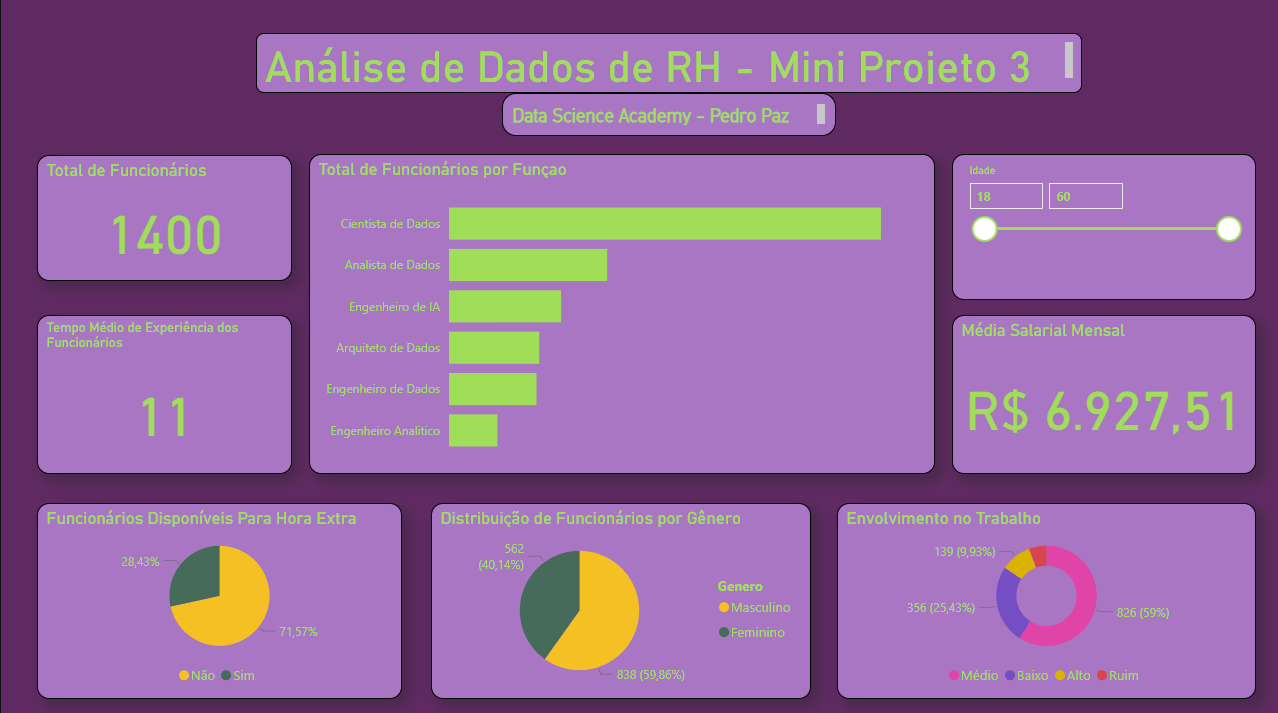 Análise de Dados de RH - Mini Projeto 3
Data Science Academy - Pedro Paz
Total de Funcionários
1400
Total de Funcionários por Funçao
Cientista de Dados
Analista de Dados
Engenheiro de IA
Arquiteto de Dados
Engenheiro de Dados
Engenheiro Analitico
Idade
18
60
Tempo Médio de Experiência dos
Funcionários
11
Média Salarial Mensal
R$ 6.927,51
Funcionários Disponíveis Para Hora Extra
28,43%
71,57%
Não
Sim
Distribuição de Funcionários por Gênero
562
(40,14%)
838 (59,86%)
Genero
Masculino
Feminino
Envolvimento no Trabalho
139 (9,93%)
356 (25,43%)
826 (59%)
Médio
Baixo
Alto
Ruim